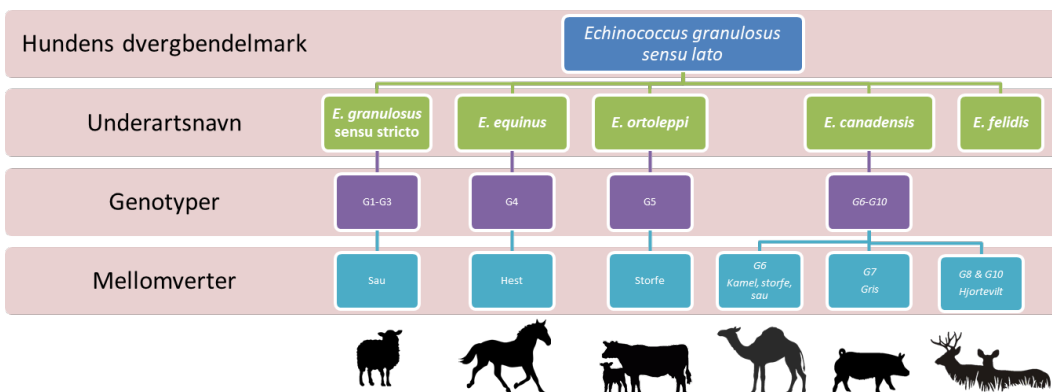 Hundens dvergbendelmark
Echinococcus granulosus
sensu lato
Underartsnavn
E. granulosus
sensu stricto
E. equinus
E. ortoleppi
E. canadensis
E. felidis
Genotyper
G1-G3
G4
G5
G6-G10
Mellomverter
Sau
Hest
Storfe
G6
Kamel, storfe,
sau
G7
Gris
G8 & G10
Hjortevilt